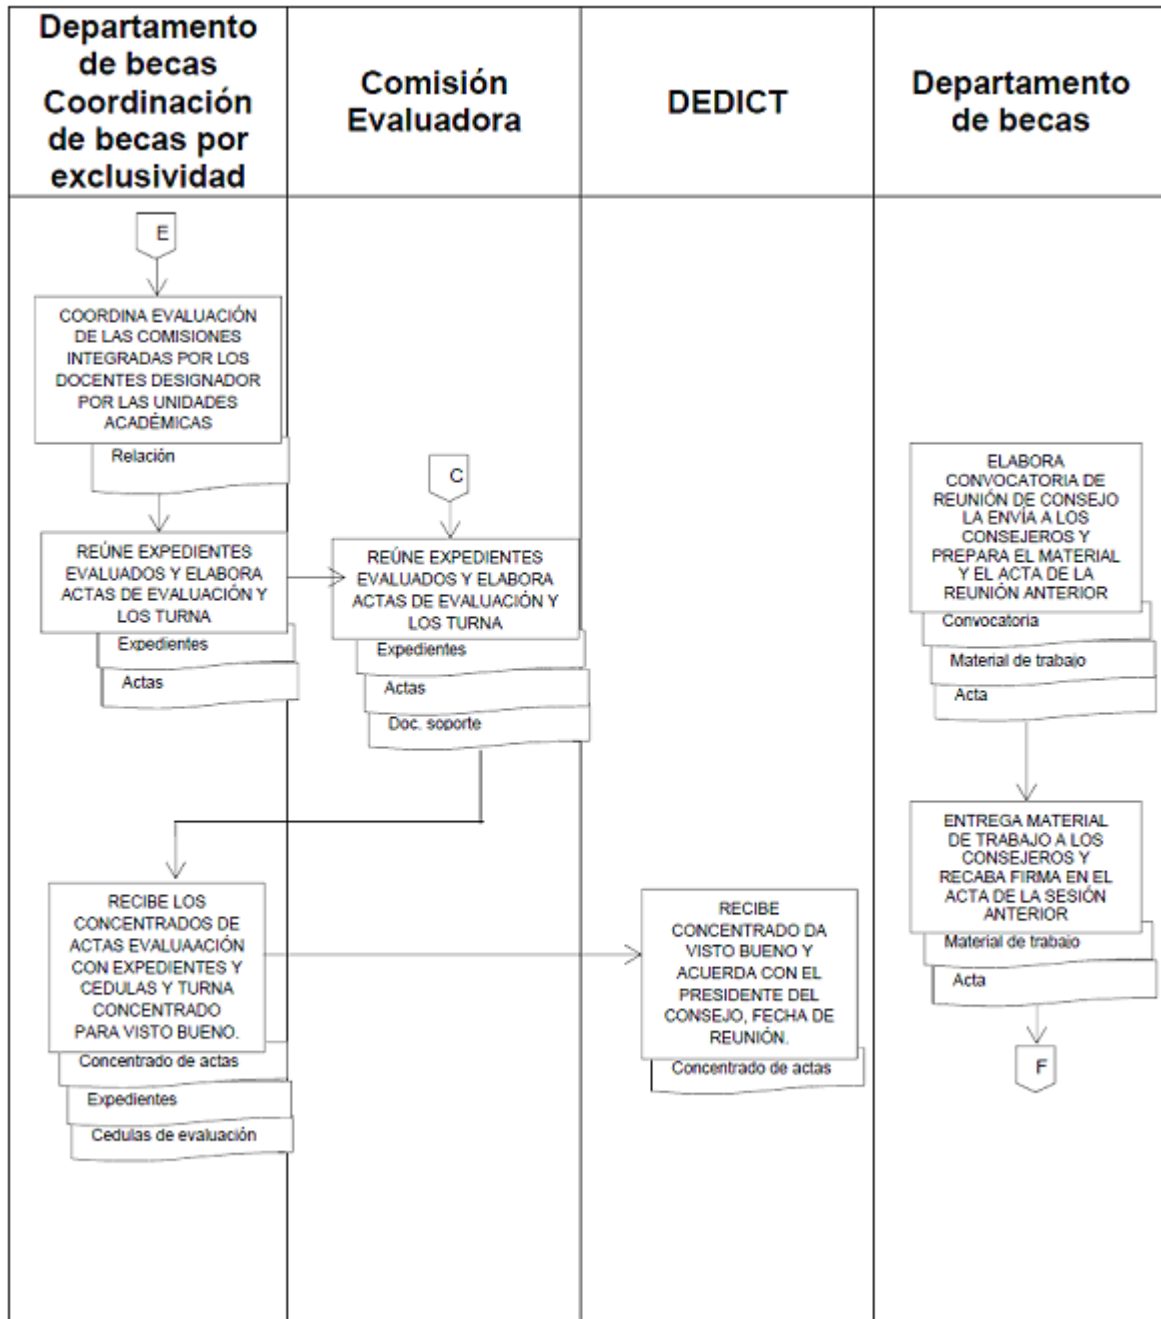 Departamento
de becas
Coordinación
de becas por
exclusividad
Comisión
Evaluadora
DEDICT
Departamento
de becas
E
COORDINA EVALUACIÓN
DE LAS COMISIONES
INTEGRADAS POR LOS
DOCENTES DESIGNADOR
POR LAS UNIDADES
ACADÉMICAS
Relación
REÚNE EXPEDIENTES
EVALUADOS Y ELABORA
ACTAS DE EVALUACIÓN Y
LOS TURNA
Expedientes
Actas
C
REÚNE EXPEDIENTES
EVALUADOS Y ELABORA
ACTAS DE EVALUACIÓN Y
LOS TURNA
Expedientes
Actas
Doc. soporte
RECIBE LOS
CONCENTRADOS DE
ACTAS EVALUAACIÓN
CON EXPEDIENTES Y
CEDULAS Y TURNA
CONCENTRADO
PARA VISTO BUENO.
Concentrado de actas
Expedientes
Cedulas de evaluación
RECIBE
CONCENTRADO DA
VISTO BUENO Y
ACUERDA CON EL
PRESIDENTE DEL
CONSEJO, FECHA DE
REUNIÓN.
Concentrado de actas
ELABORA
CONVOCATORIA DE
REUNIÓN DE CONSEJO
LA ENVÍA A LOS
CONSEJEROS Y
PREPARA EL MATERIAL
Y EL ACTA DE LA
REUNIÓN ANTERIOR
Convocatoria
Material de trabajo
Acta
ENTREGA MATERIAL
DE TRABAJO A LOS
CONSEJEROS Y
RECABA FIRMA EN EL
ACTA DE LA SESIÓN
ANTERIOR
Material de trabajo
Acta
F